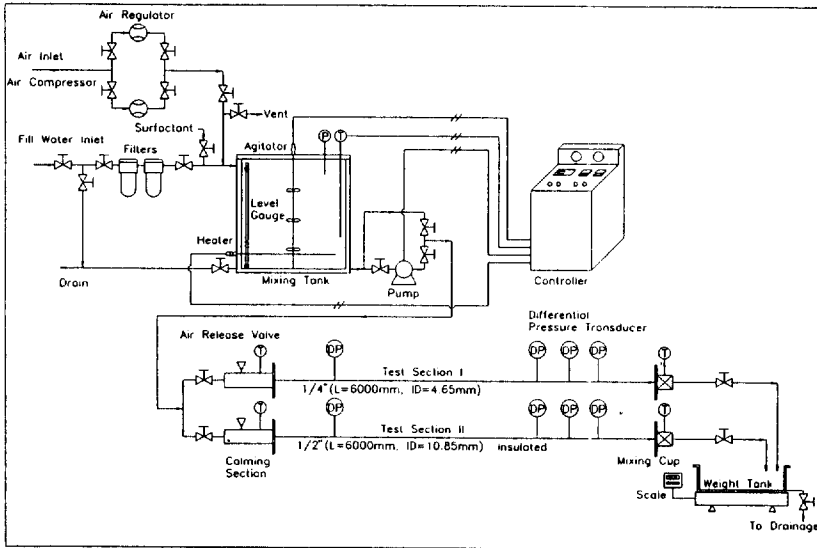 Air Regulator
Air Inlet
Air Compressor
Vent
Surfactant
Fill Water Inlet
Filters
Agitator
P
T
Level
Gauge
Heater
Drain
Mixing Tank
Pump
Controller
Air Release Valve
Differential
Pressure Transducer
T
DP
DP
DP
DP
T
Test Section I
1/4"(L=6000mm, ID=4.65mm)
T
DP
DP
DP
DP
T
Test Section II
1/2"(L=6000mm, ID=10.85mm) insulated
Calming
Section
Mixing Cup
Weight Tank
Scale
To Drainage